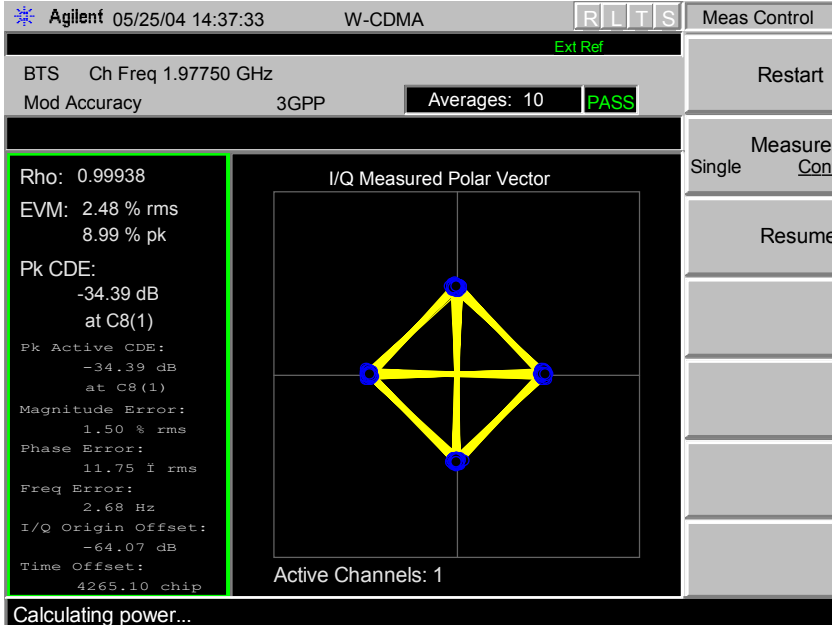 Agilent 05/25/04 14:37:33 W-CDMA R L T S Meas Control
Ext Ref
BTS Ch Freq 1.97750 GHz
Mod Accuracy 3GPP Averages: 10 PASS
Restart
Measure
Single Con
Resume
Rho: 0.99938
EVM: 2.48 % rms
8.99 % pk
Pk CDE:
-34.39 dB
at C8(1)
Pk Active CDE:
-34.39 dB
at C8(1)
Magnitude Error:
1.50 % rms
Phase Error:
11.75 Ï rms
Freq Error:
2.68 Hz
I/Q Origin Offset:
-64.07 dB
Time Offset:
4265.10 chip
I/Q Measured Polar Vector
Active Channels: 1
Calculating power...